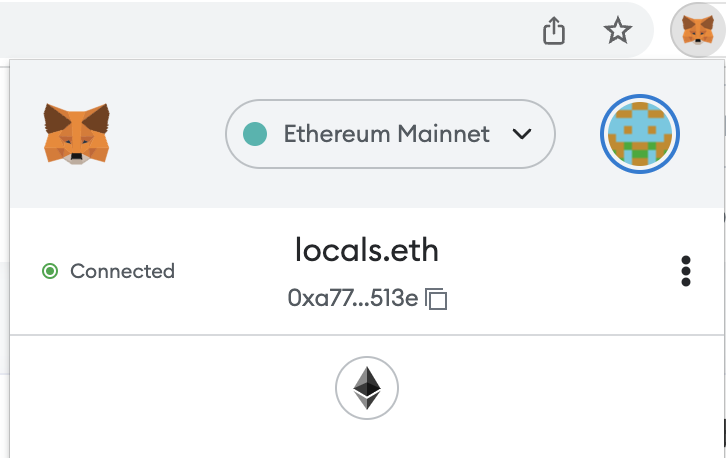 Ethereum Mainnet
Connected
locals.eth
0xa77...513e